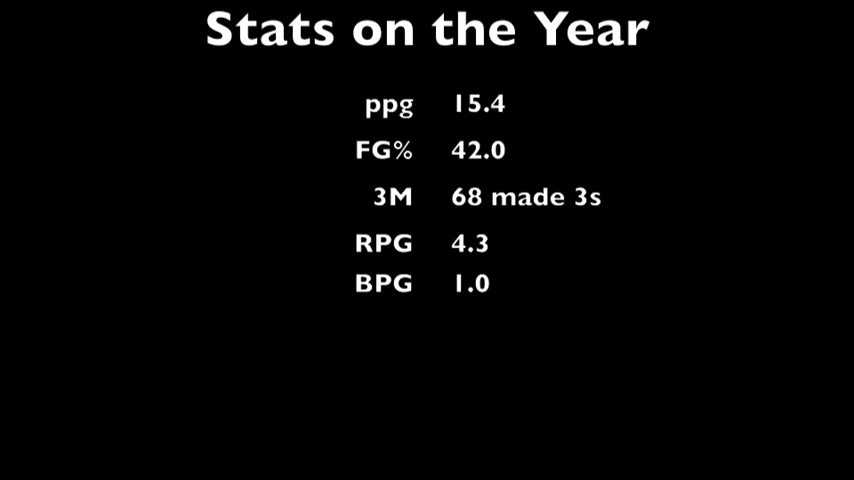 Stats on the Year
ppg 15.4
FG% 42.0
3M 68 made 3s
RPG 4.3
BPG 1.0